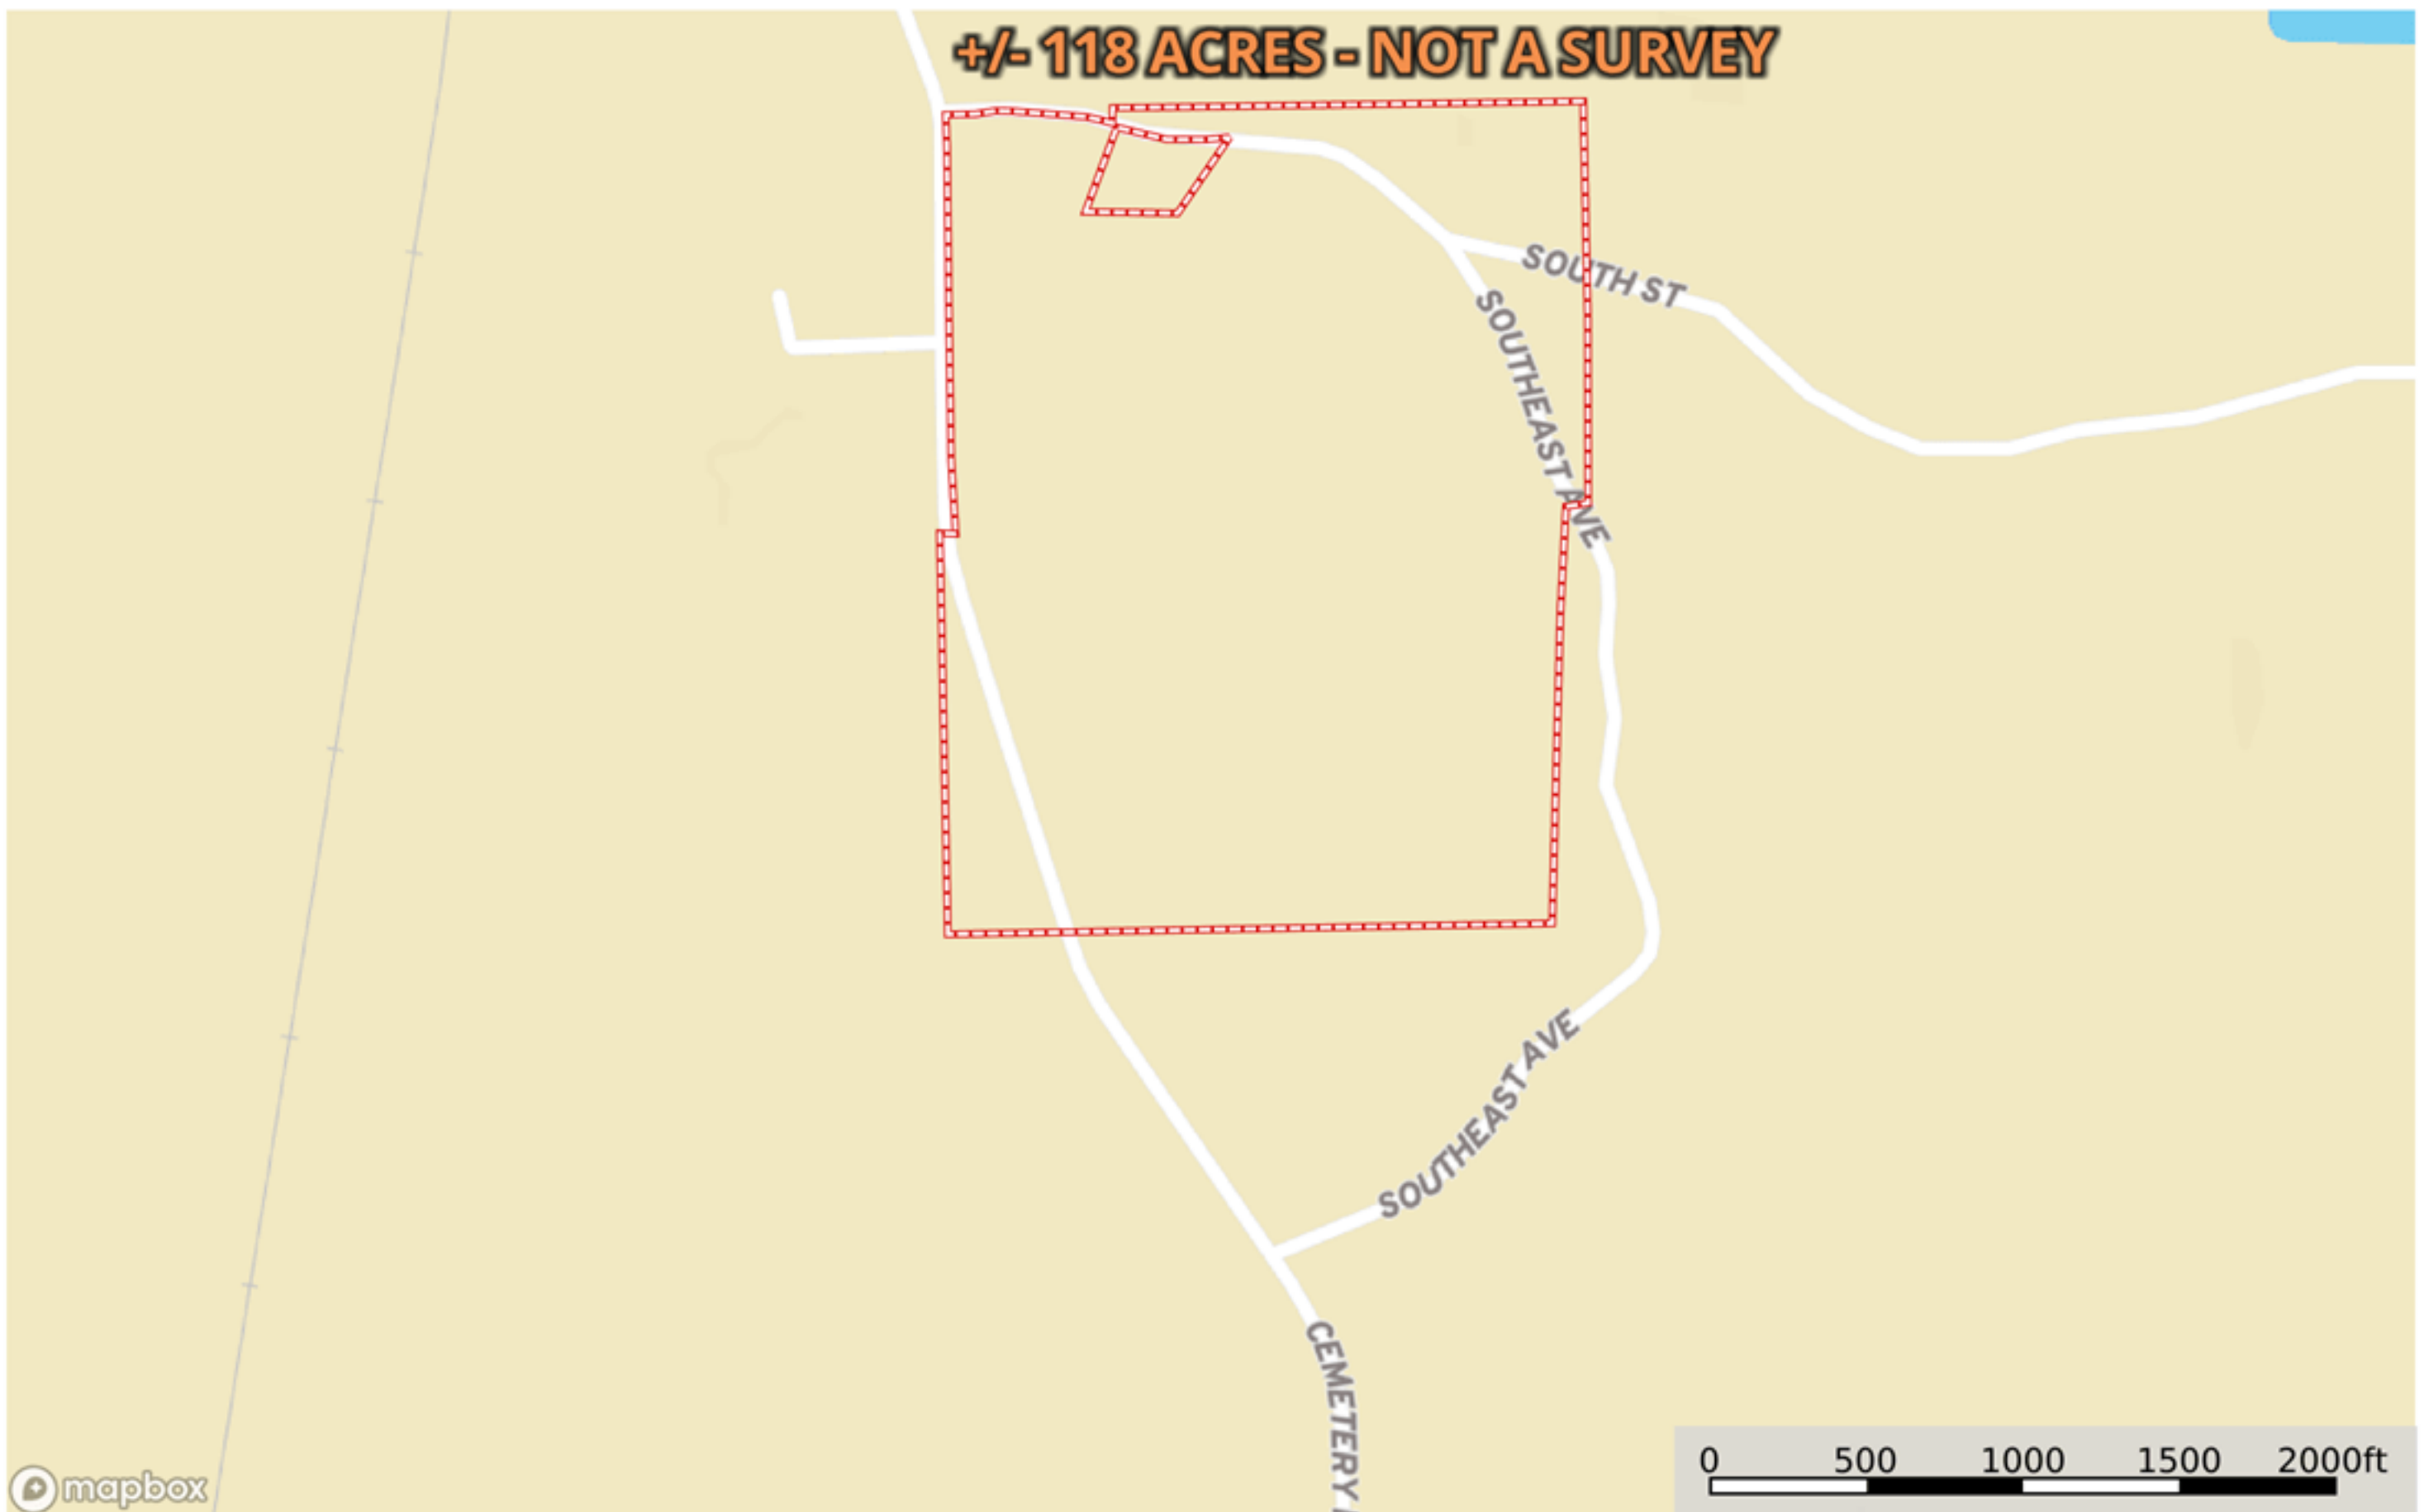 +/- 118 ACRES - NOT A SURVEY
SOUTH ST
SOUTHEAST AVE
SOUTHEAST AVE
CEMETERY
0 500 1000 1500 2000ft
mapbox